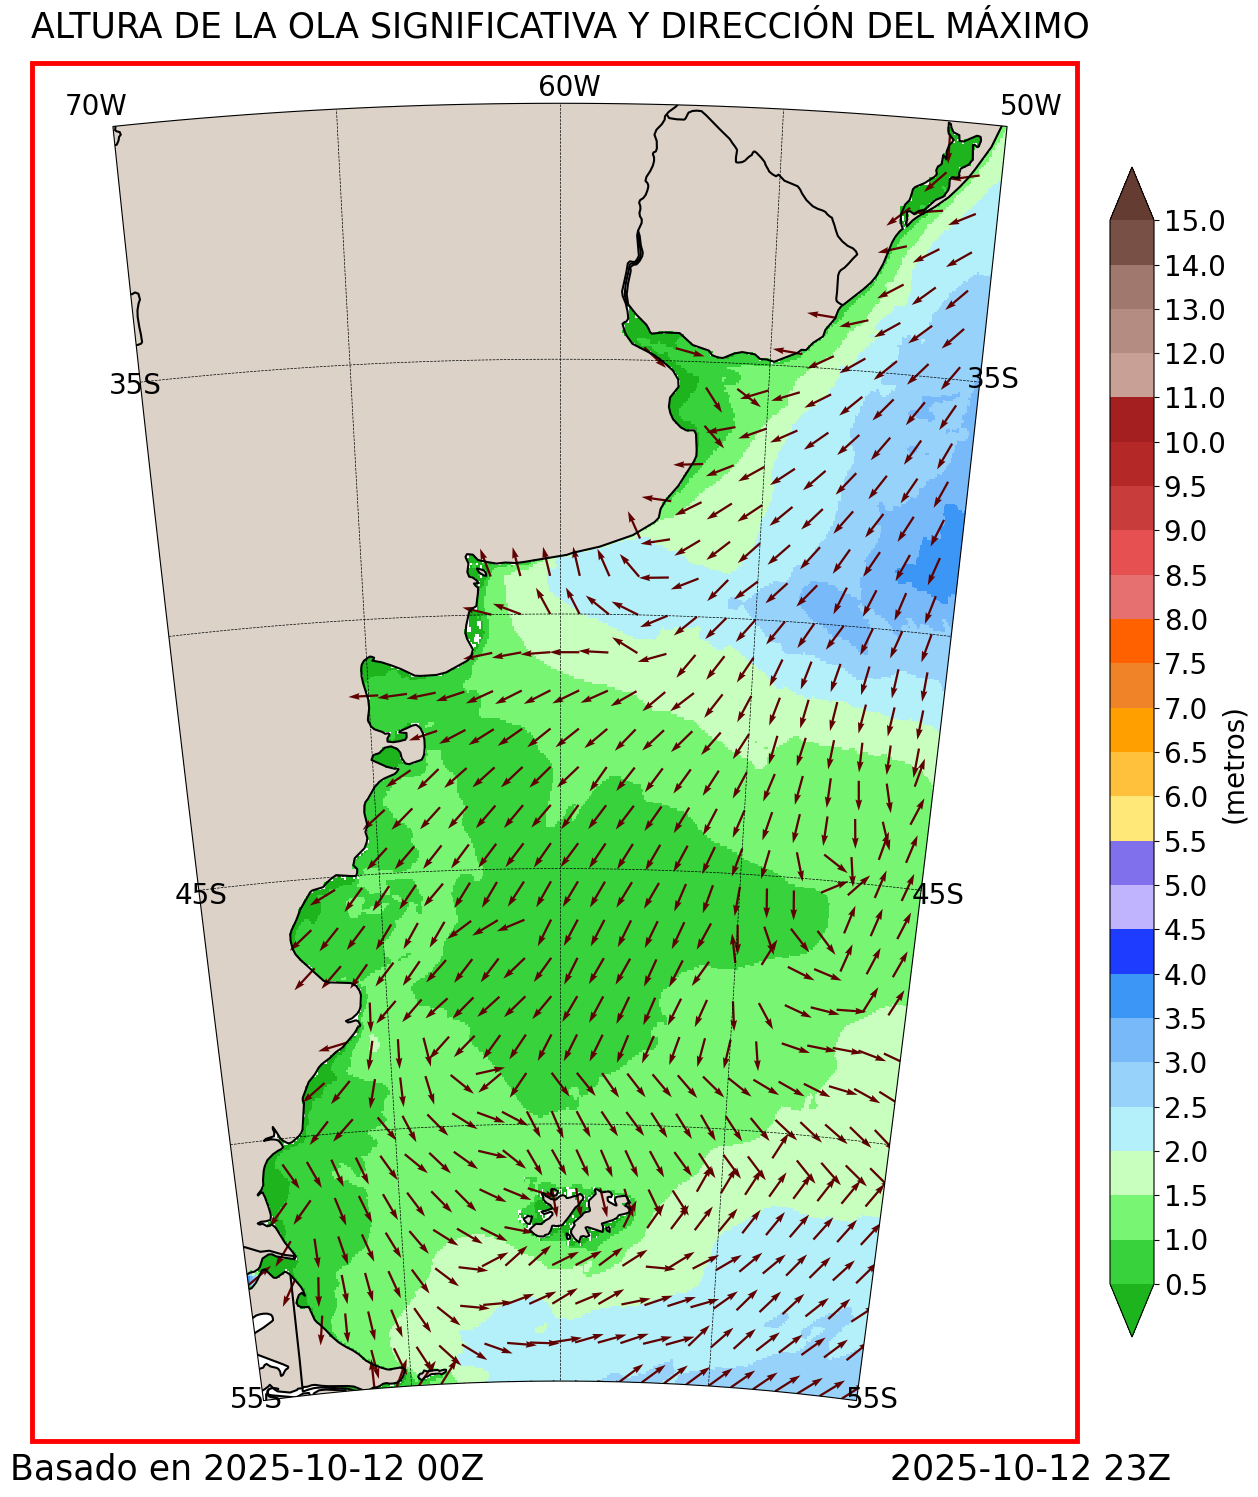 ALTURA DE LA OLA SIGNIFICATIVA Y DIRECCIÓN DEL MÁXIMO
70W
60W
50W
35S
35S
45S
45S
55S
55S
15.0
14.0
13.0
12.0
11.0
10.0
9.5
9.0
8.5
8.0
7.5
7.0
6.5
6.0
5.5
5.0
4.5
4.0
3.5
3.0
2.5
2.0
1.5
1.0
0.5
(metros)
Basado en 2025-10-12 00Z
2025-10-12 23Z